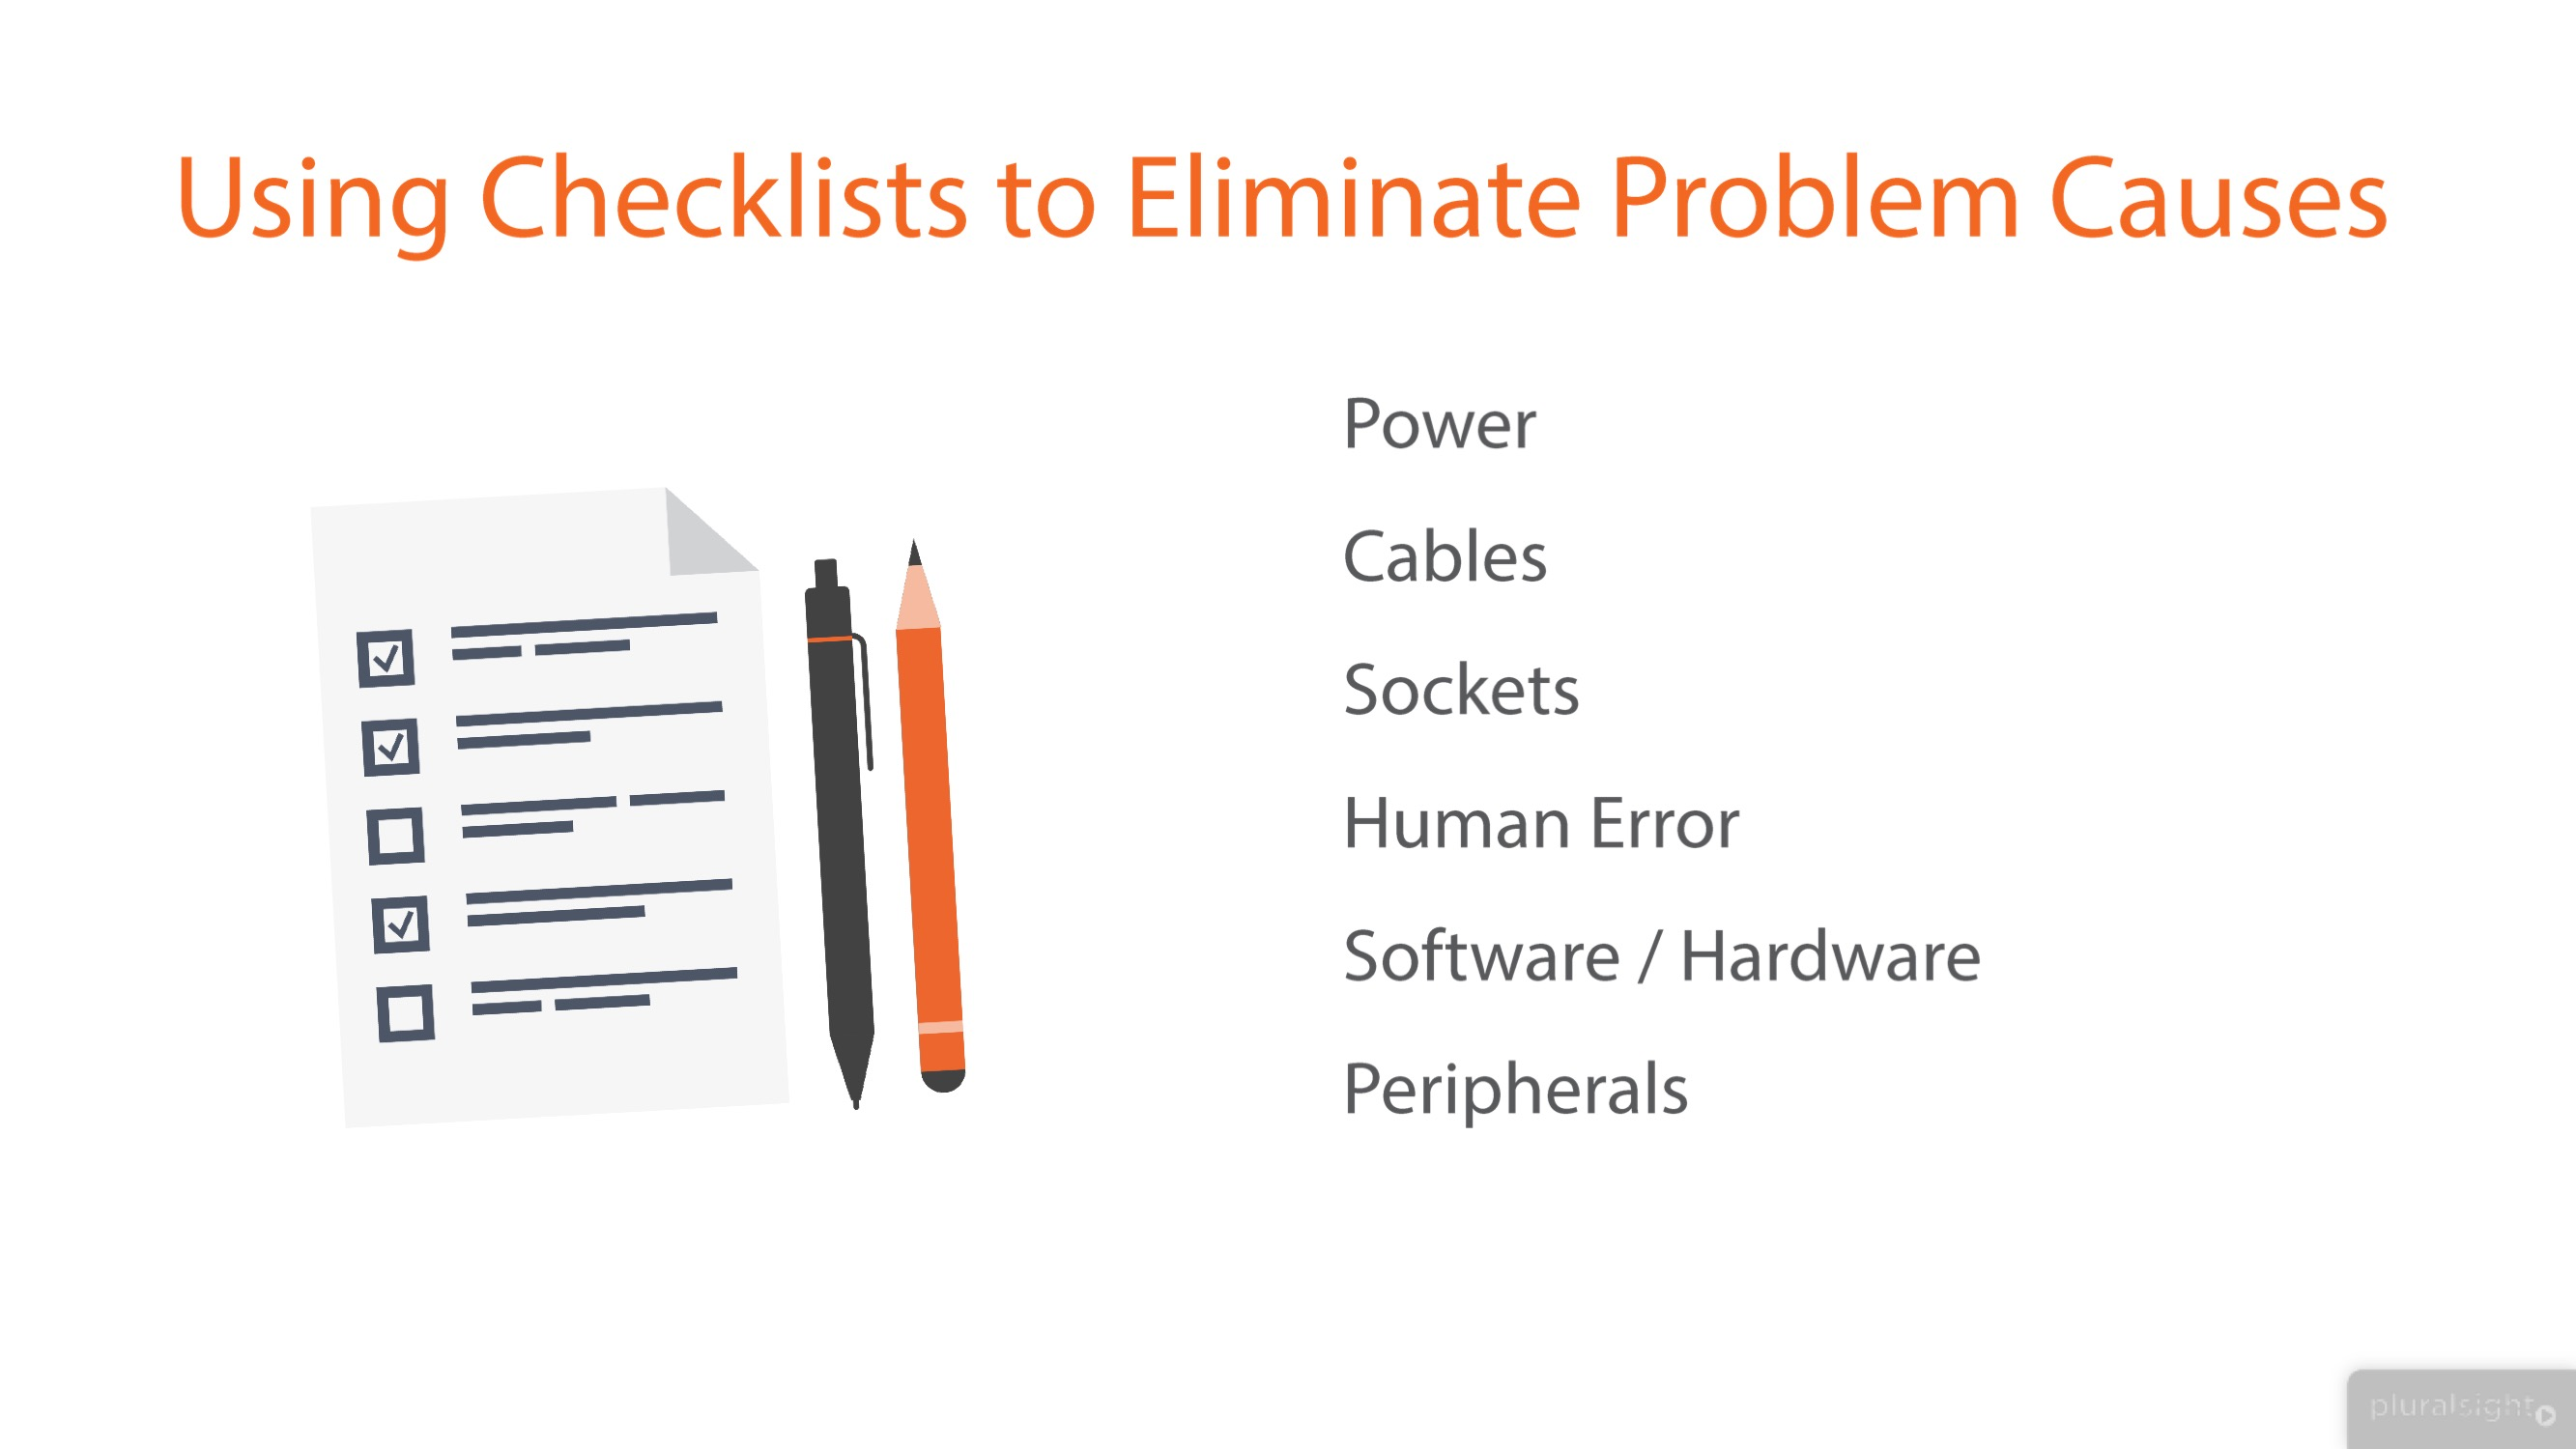 Using Checklists to Eliminate Problem Causes
Power
Cables
Sockets
Human Error
Software / Hardware
Peripherals
pluralsight